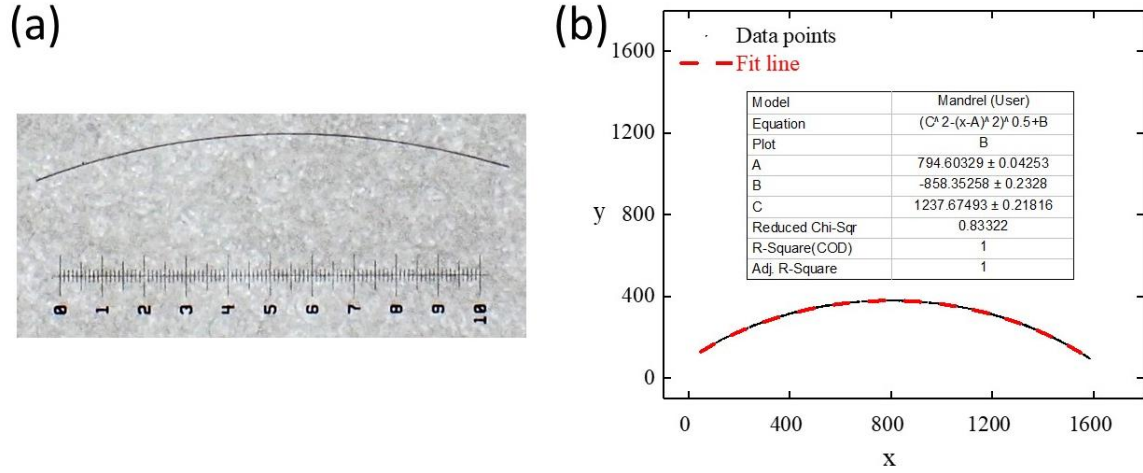 (a)
0 1 2 3 4 5 6 7 8 9 10
(b)
Data points
Fit line
Model Mandrel (User)
Equation (C^2-(x-A)^2)^0.5+B
Plot B
A 794.60329 ± 0.04253
B -858.35258 ± 0.2328
C 1237.67493 ± 0.21816
Reduced Chi-Sqr 0.83322
R-Square(COD) 1
Adj. R-Square 1
1600
1200
800
400
0
y
0 400 800 1200 1600
x